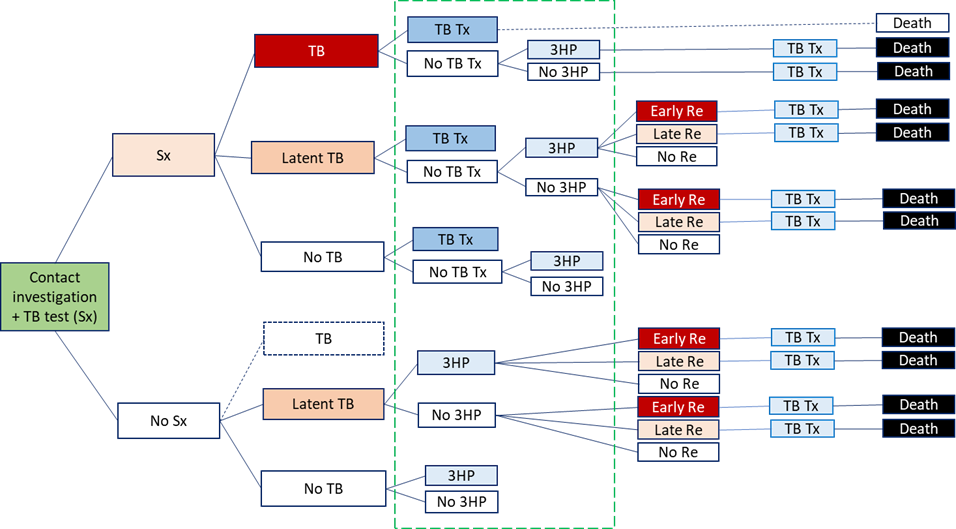 Death
TB Tx
TB
3HP
TB Tx
Death
No TB Tx
No 3HP
TB Tx
Death
Early Re
TB Tx
Death
TB Tx
Late Re
TB Tx
Death
Sx
Latent TB
3HP
No Re
No TB Tx
No 3HP
Early Re
TB Tx
Death
Late Re
TB Tx
Death
TB Tx
No Re
No TB
3HP
No TB Tx
No 3HP
Contact
investigation
+ TB test (Sx)
TB
Early Re
TB Tx
Death
3HP
Late Re
TB Tx
Death
No Re
Latent TB
Early Re
TB Tx
Death
No 3HP
No Sx
Late Re
TB Tx
Death
No Re
3HP
No TB
No 3HP